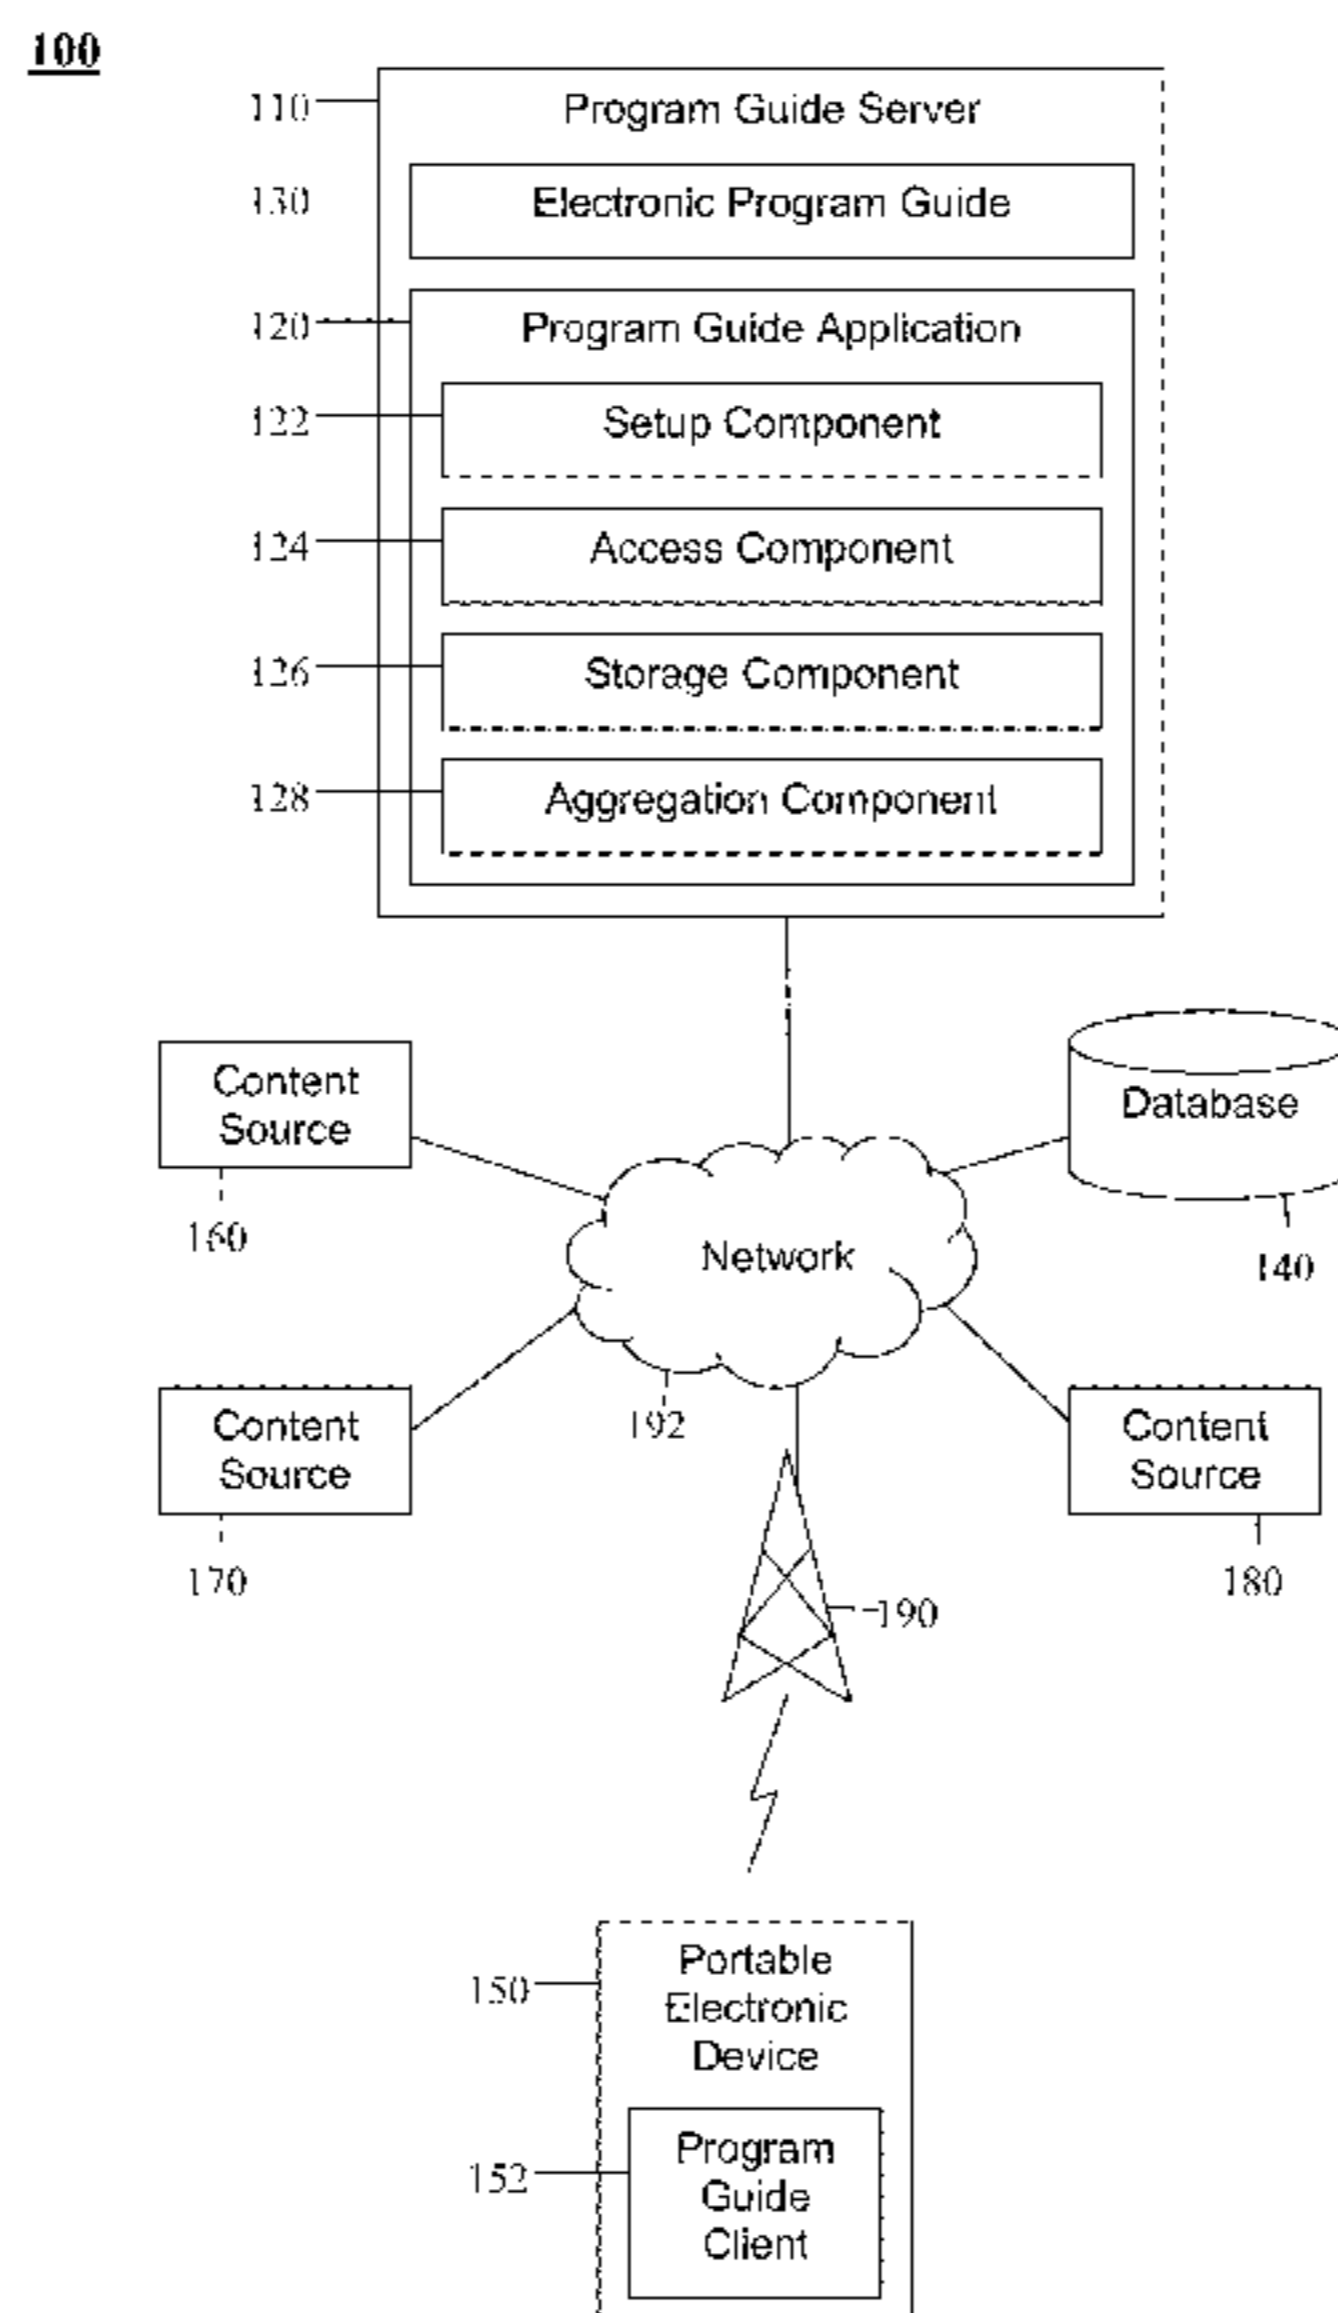 100
110 Program Guide Server
130 Electronic Program Guide
120 Program Guide Application
122 Setup Component
124 Access Component
126 Storage Component
128 Aggregation Component
Content
Source
160
Database
140
Network
192
Content
Source
170
Content
Source
180
190
150
Portable
Electronic
Device
152
Program
Guide
Client